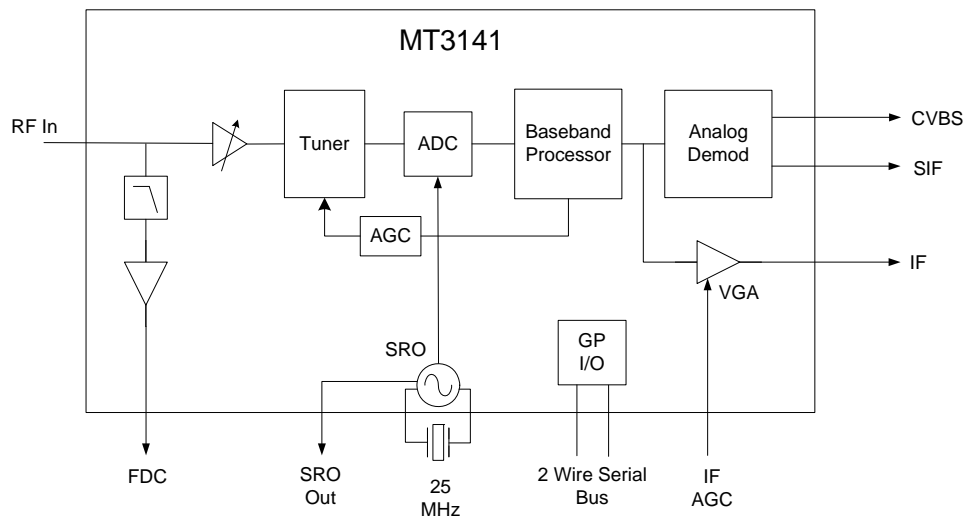 MT3141
RF In
Tuner
ADC
Baseband
Processor
Analog
Demod
CVBS
SIF
AGC
IF
VGA
SRO
GP
I/O
FDC
SRO
Out
25
MHz
2 Wire Serial
Bus
IF
AGC